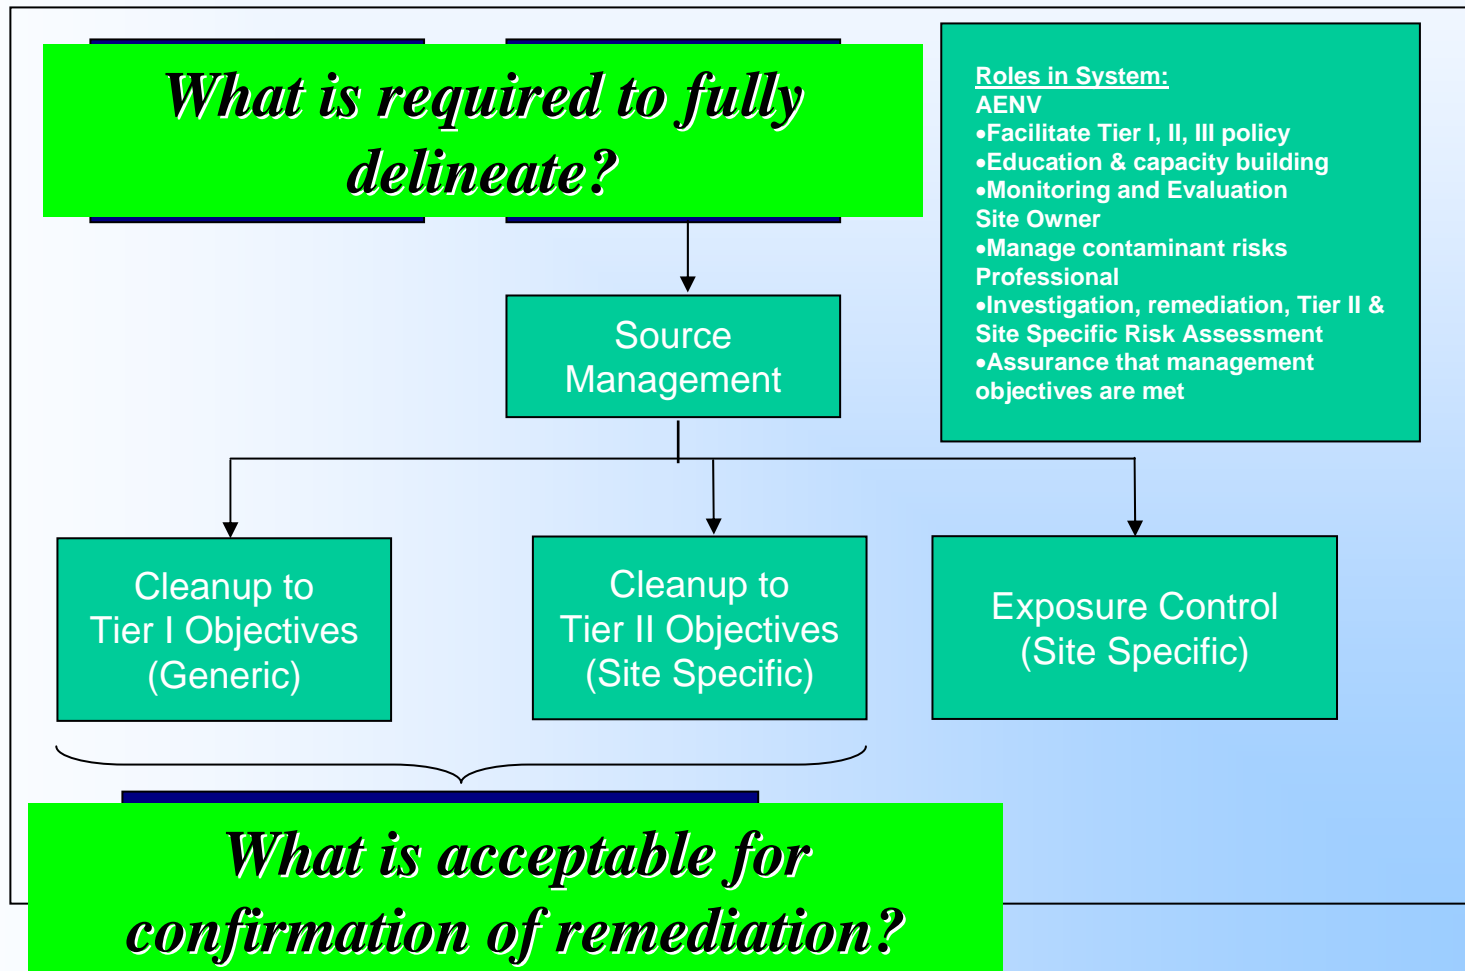 What is required to fully
delineate?
Roles in System:
AENV
•Facilitate Tier I, II, III policy
•Education & capacity building
•Monitoring and Evaluation
Site Owner
•Manage contaminant risks
Professional
•Investigation, remediation, Tier II &
Site Specific Risk Assessment
•Assurance that management
objectives are met
Source
Management
Cleanup to
Tier I Objectives
(Generic)
Cleanup to
Tier II Objectives
(Site Specific)
Exposure Control
(Site Specific)
What is acceptable for
confirmation of remediation?